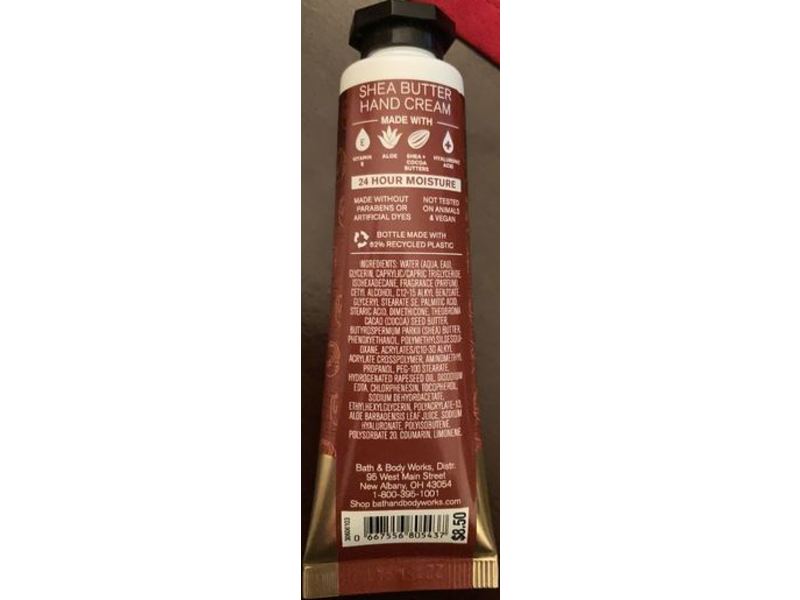 SHEA BUTTER
HAND CREAM
MADE WITH
E
VITAMIN
E
ALOE
SHEA +
COCOA
BUTTERS
HYALURONIC
ACID
24 HOUR MOISTURE
MADE WITHOUT
PARABENS OR
ARTIFICIAL DYES
NOT TESTED
ON ANIMALS
& VEGAN
BOTTLE MADE WITH
62% RECYCLED PLASTIC
INGREDIENTS: WATER (AQUA, EAU),
GLYCERIN, CAPRYLIC/CAPRIC TRIGLYCERIDE,
ISOHEXADECANE, FRAGRANCE (PARFUM),
CETYL ALCOHOL, C12-15 ALKYL BENZOATE,
GLYCERYL STEARATE SE, PALMITIC ACID,
STEARIC ACID, DIMETHICONE, THEOBROMA
CACAO (COCOA) SEED BUTTER,
BUTYROSPERMUM PARKII (SHEA) BUTTER,
PHENOXYETHANOL, POLYMETHYLSILSESQUI-
OXANE, ACRYLATES/C10-30 ALKYL
ACRYLATE CROSSPOLYMER, AMINOMETHYL
PROPANOL, PEG-100 STEARATE,
HYDROGENATED RAPESEED OIL, DISODIUM
EDTA, CHLORPHENESIN, TOCOPHEROL,
SODIUM DEHYDROACETATE,
ETHYLHEXYLGLYCERIN, POLYACRYLATE-13,
ALOE BARBADENSIS LEAF JUICE, SODIUM
HYALURONATE, POLYISOBUTENE,
POLYSORBATE 20, COUMARIN, LIMONENE.
Bath & Body Works, Distr.
95 West Main Street
New Albany, OH 43054
1-800-395-1001
Shop bathandbodyworks.com
$8.50
0 667556 805437